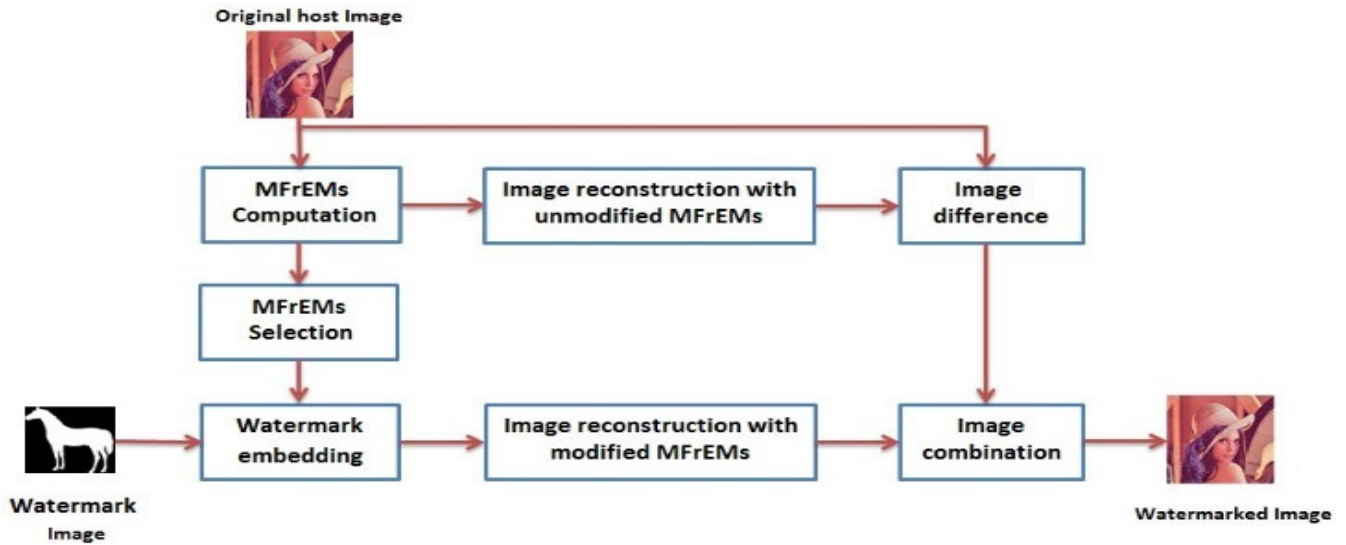 Original host Image
MFrEMs
Computation
Image reconstruction with
unmodified MFrEMs
Image
difference
MFrEMs
Selection
Watermark
embedding
Image reconstruction with
modified MFrEMs
Image
combination
Watermark
Image
Watermarked Image